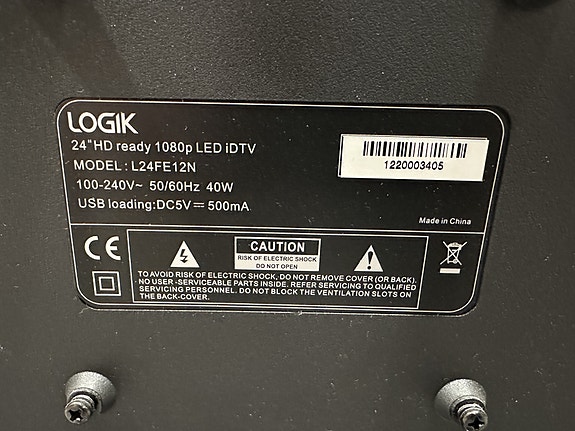 LOGIK
24"HD ready 1080p LED iDTV
MODEL: L24FE12N
100-240V~ 50/60Hz 40W
USB loading:DC5V⎓500mA
1220003405
Made in China
CE
CAUTION
RISK OF ELECTRIC SHOCK
DO NOT OPEN
TO AVOID RISK OF ELECTRIC SHOCK, DO NOT REMOVE COVER (OR BACK).
NO USER -SERVICEABLE PARTS INSIDE. REFER SERVICING TO QUALIFIED
SERVICING PERSONNEL. DO NOT BLOCK THE VENTILATION SLOTS ON
THE BACK-COVER.